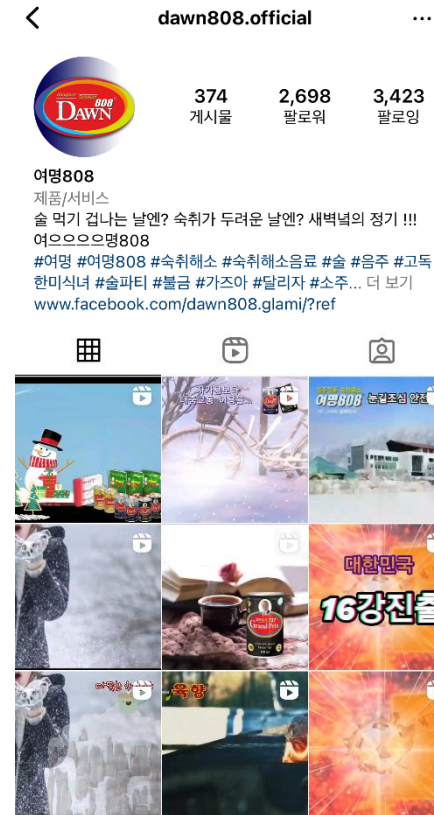 dawn808.official
DAWN
808
374
2,698
3,423
게시물
팔로워
팔로잉
여명808
제품/서비스
술 먹기 겁나는 날엔? 숙취가 두려운 날엔? 새벽녘의 정기 !!!
여으으으으명808
#여명 #여명808 #숙취해소 #숙취해소음료 #술 #음주 #고독
한미식녀 #술파티 #불금 #가즈아 #달리자 #소주... 더 보기
www.facebook.com/dawn808.glami/?ref
여명808 눈길조심 안전
Grand Prix
대한민국
16강진출